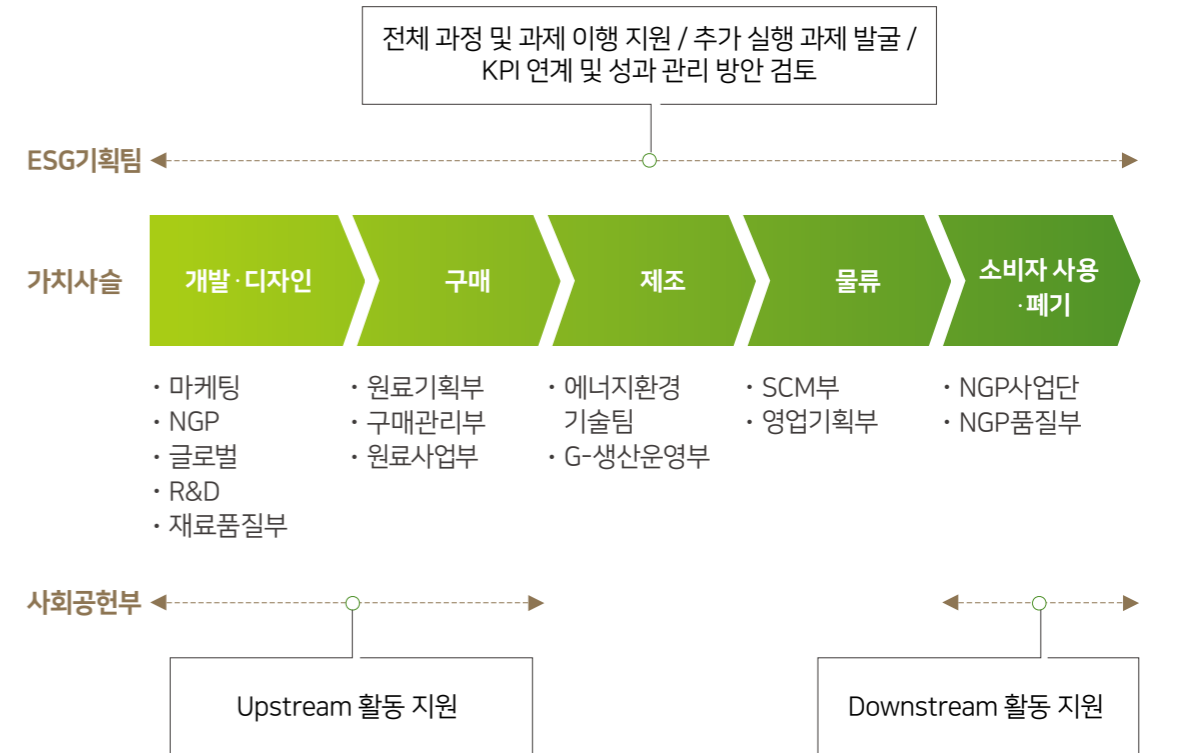 전체 과정 및 과제 이행 지원 / 추가 실행 과제 발굴 /
KPI 연계 및 성과 관리 방안 검토
ESG기획팀
가치사슬
개발·디자인
구매
제조
물류
소비자 사용
·폐기
· 마케팅
· NGP
· 글로벌
· R&D
· 재료품질부
· 원료기획부
· 구매관리부
· 원료사업부
· 에너지환경
기술팀
· G-생산운영부
· SCM부
· 영업기획부
· NGP사업단
· NGP품질부
사회공헌부
Upstream 활동 지원
Downstream 활동 지원